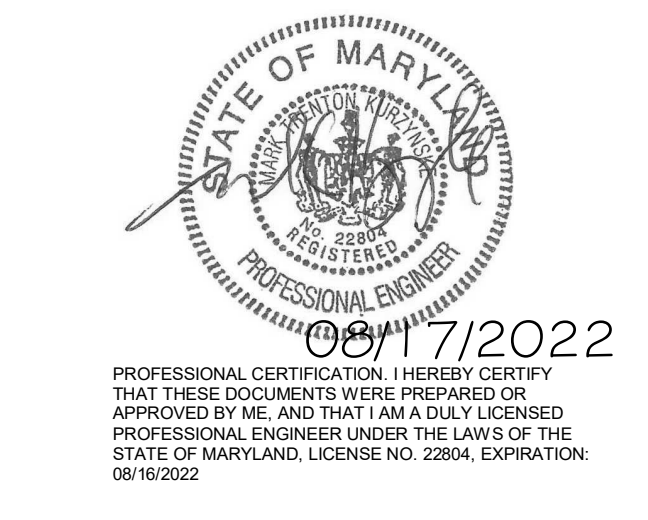 STATE OF MARYLAND
MARK TRENTON KURZYNSKI
No. 22804
REGISTERED
PROFESSIONAL ENGINEER
08/17/2022
PROFESSIONAL CERTIFICATION. I HEREBY CERTIFY
THAT THESE DOCUMENTS WERE PREPARED OR
APPROVED BY ME, AND THAT I AM A DULY LICENSED
PROFESSIONAL ENGINEER UNDER THE LAWS OF THE
STATE OF MARYLAND, LICENSE NO. 22804, EXPIRATION:
08/16/2022